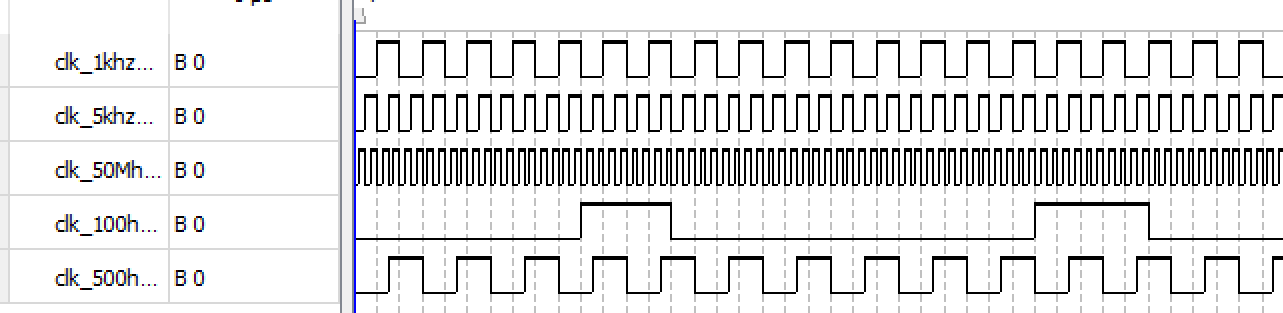 clk_1khz... B 0
clk_5khz... B 0
clk_50Mh... B 0
clk_100h... B 0
clk_500h... B 0